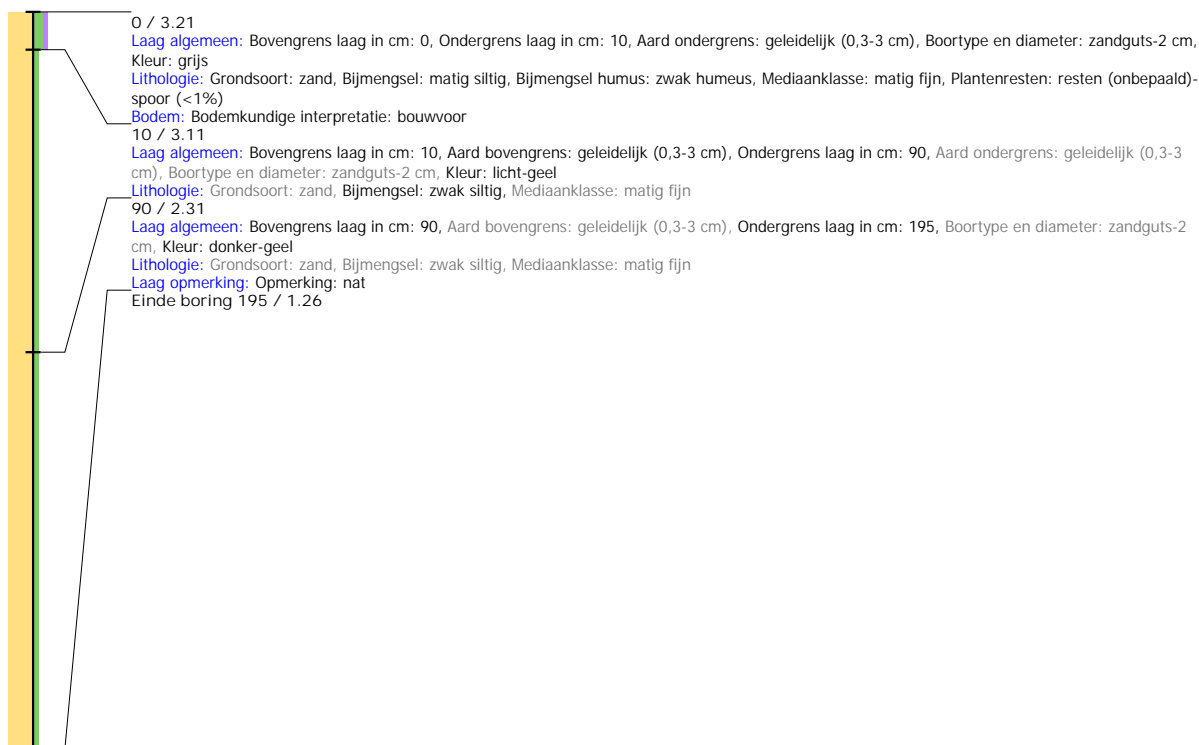 0 / 3.21
Laag algemeen: Bovengrens laag in cm: 0, Ondergrens laag in cm: 10, Aard ondergrens: geleidelijk (0,3-3 cm), Boortype en diameter: zandguts-2 cm,
Kleur: grijs
Lithologie: Grondsoort: zand, Bijmengsel: matig siltig, Bijmengsel humus: zwak humeus, Mediaanklasse: matig fijn, Plantenresten: resten (onbepaald)-
spoor (<1%)
Bodem: Bodemkundige interpretatie: bouwvoor
10 / 3.11
Laag algemeen: Bovengrens laag in cm: 10, Aard bovengrens: geleidelijk (0,3-3 cm), Ondergrens laag in cm: 90, Aard ondergrens: geleidelijk (0,3-3
cm), Boortype en diameter: zandguts-2 cm, Kleur: licht-geel
Lithologie: Grondsoort: zand, Bijmengsel: zwak siltig, Mediaanklasse: matig fijn
90 / 2.31
Laag algemeen: Bovengrens laag in cm: 90, Aard bovengrens: geleidelijk (0,3-3 cm), Ondergrens laag in cm: 195, Boortype en diameter: zandguts-2
cm, Kleur: donker-geel
Lithologie: Grondsoort: zand, Bijmengsel: zwak siltig, Mediaanklasse: matig fijn
Laag opmerking: Opmerking: nat
Einde boring 195 / 1.26